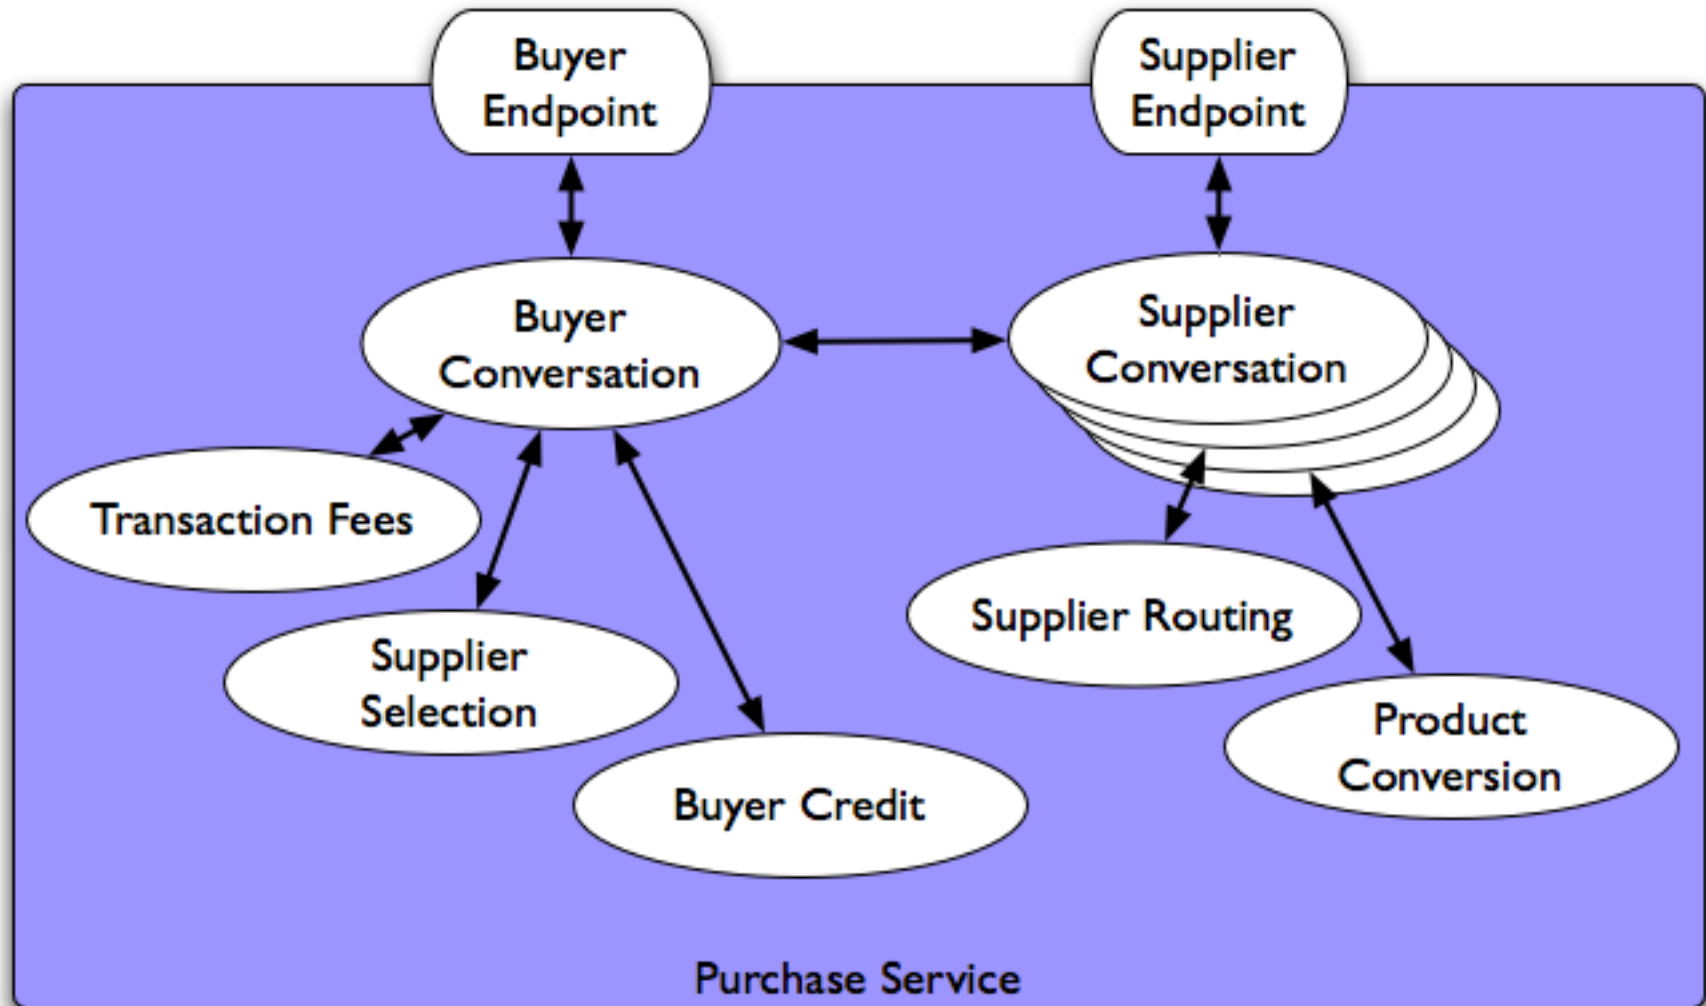 Buyer
Endpoint
Supplier
Endpoint
Buyer
Conversation
Supplier
Conversation
Transaction Fees
Supplier
Selection
Buyer Credit
Supplier Routing
Product
Conversion
Purchase Service